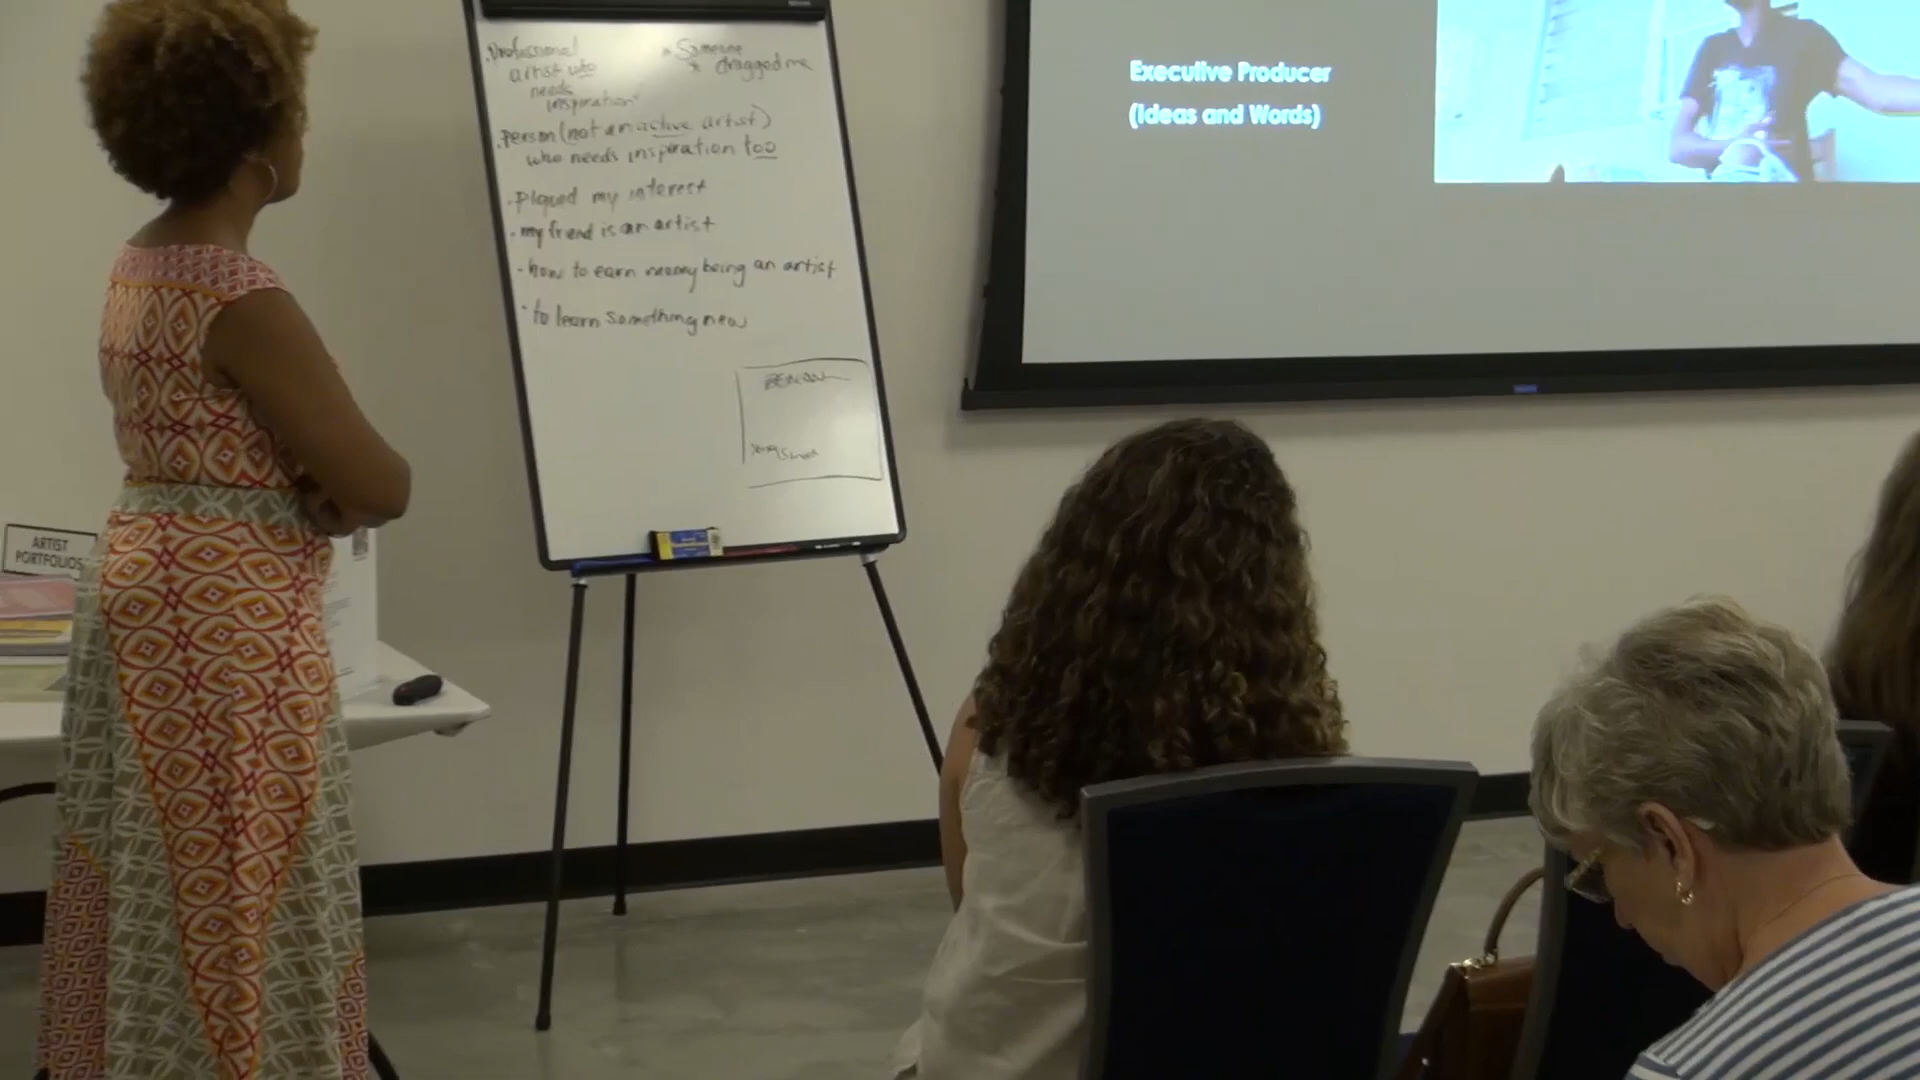 · Professional
artist who
needs
inspiration
* Someone
* dragged me
· person (not an active artist)
who needs inspiration too
· piqued my interest
· my friend is an artist
- how to earn money being an artist
· to learn something new
Executive Producer
(Ideas and Words)
ARTIST
PORTFOLIOS